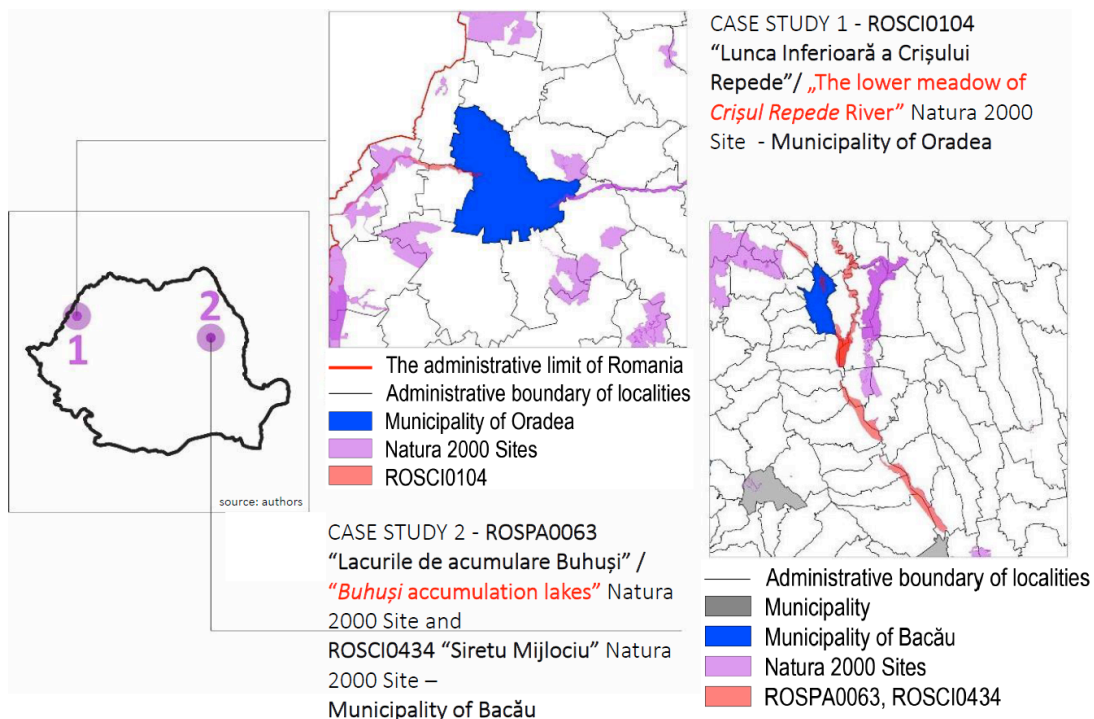 CASE STUDY 1 - ROSCI0104
“Lunca Inferioară a Crișului
Repede”/ „The lower meadow of
Crișul Repede River” Natura 2000
Site - Municipality of Oradea
1
2
source: authors
The administrative limit of Romania
Administrative boundary of localities
Municipality of Oradea
Natura 2000 Sites
ROSCI0104
CASE STUDY 2 - ROSPA0063
“Lacurile de acumulare Buhuși” /
“Buhuși accumulation lakes” Natura
2000 Site and
ROSCI0434 “Siretu Mijlociu” Natura
2000 Site –
Municipality of Bacău
Administrative boundary of localities
Municipality
Municipality of Bacău
Natura 2000 Sites
ROSPA0063, ROSCI0434